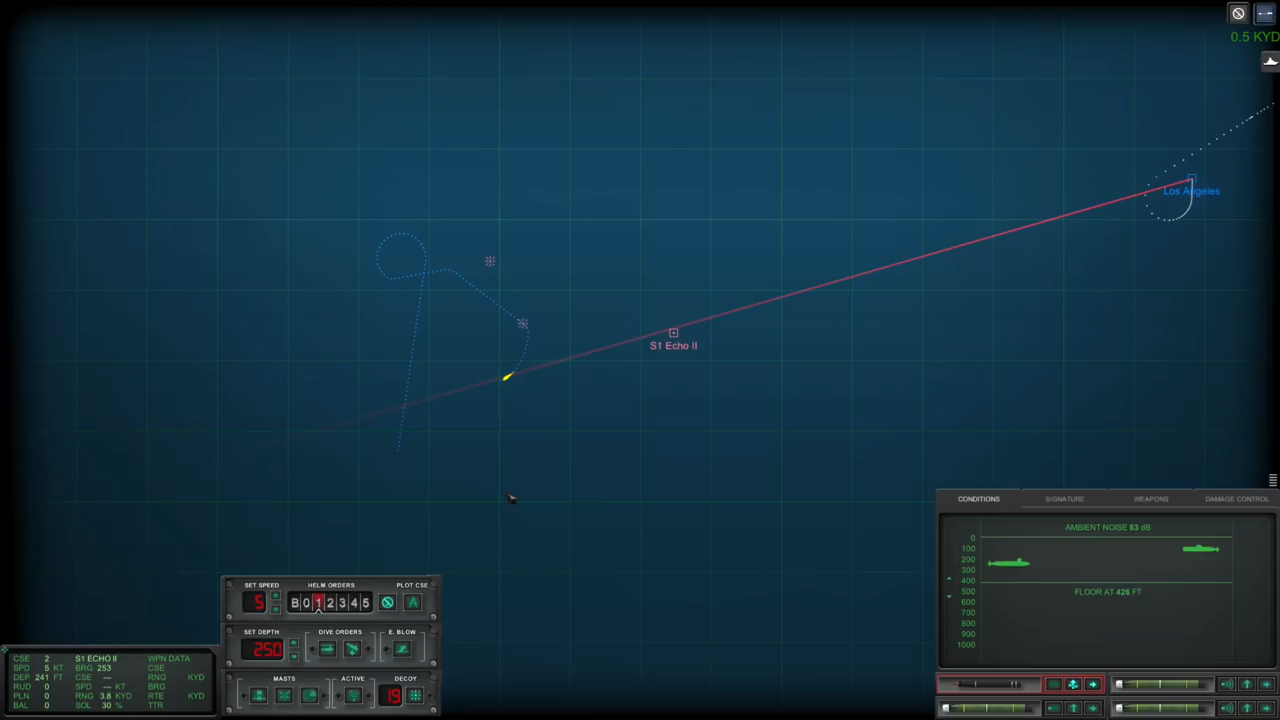 0.5 KYD
Los Angeles
S1 Echo II
CONDITIONS SIGNATURE WEAPONS DAMAGE CONTROL
AMBIENT NOISE 83 dB
0
100
200
300
400
500
600
700
800
900
1000
FLOOR AT 426 FT
SET SPEED HELM ORDERS PLOT CSE
5 B 0 1 2 3 4 5
SET DEPTH DIVE ORDERS E. BLOW
250
MASTS ACTIVE DECOY
19
CSE 2 S1 ECHO II WPN DATA
SPD 5 KT BRG 253 CSE
DEP 241 FT CSE --- RNG KYD
RUD 0 SPD --- KT BRG
PLN 0 RNG 3.8 KYD RTE KYD
BAL 0 SOL 30 % TTR